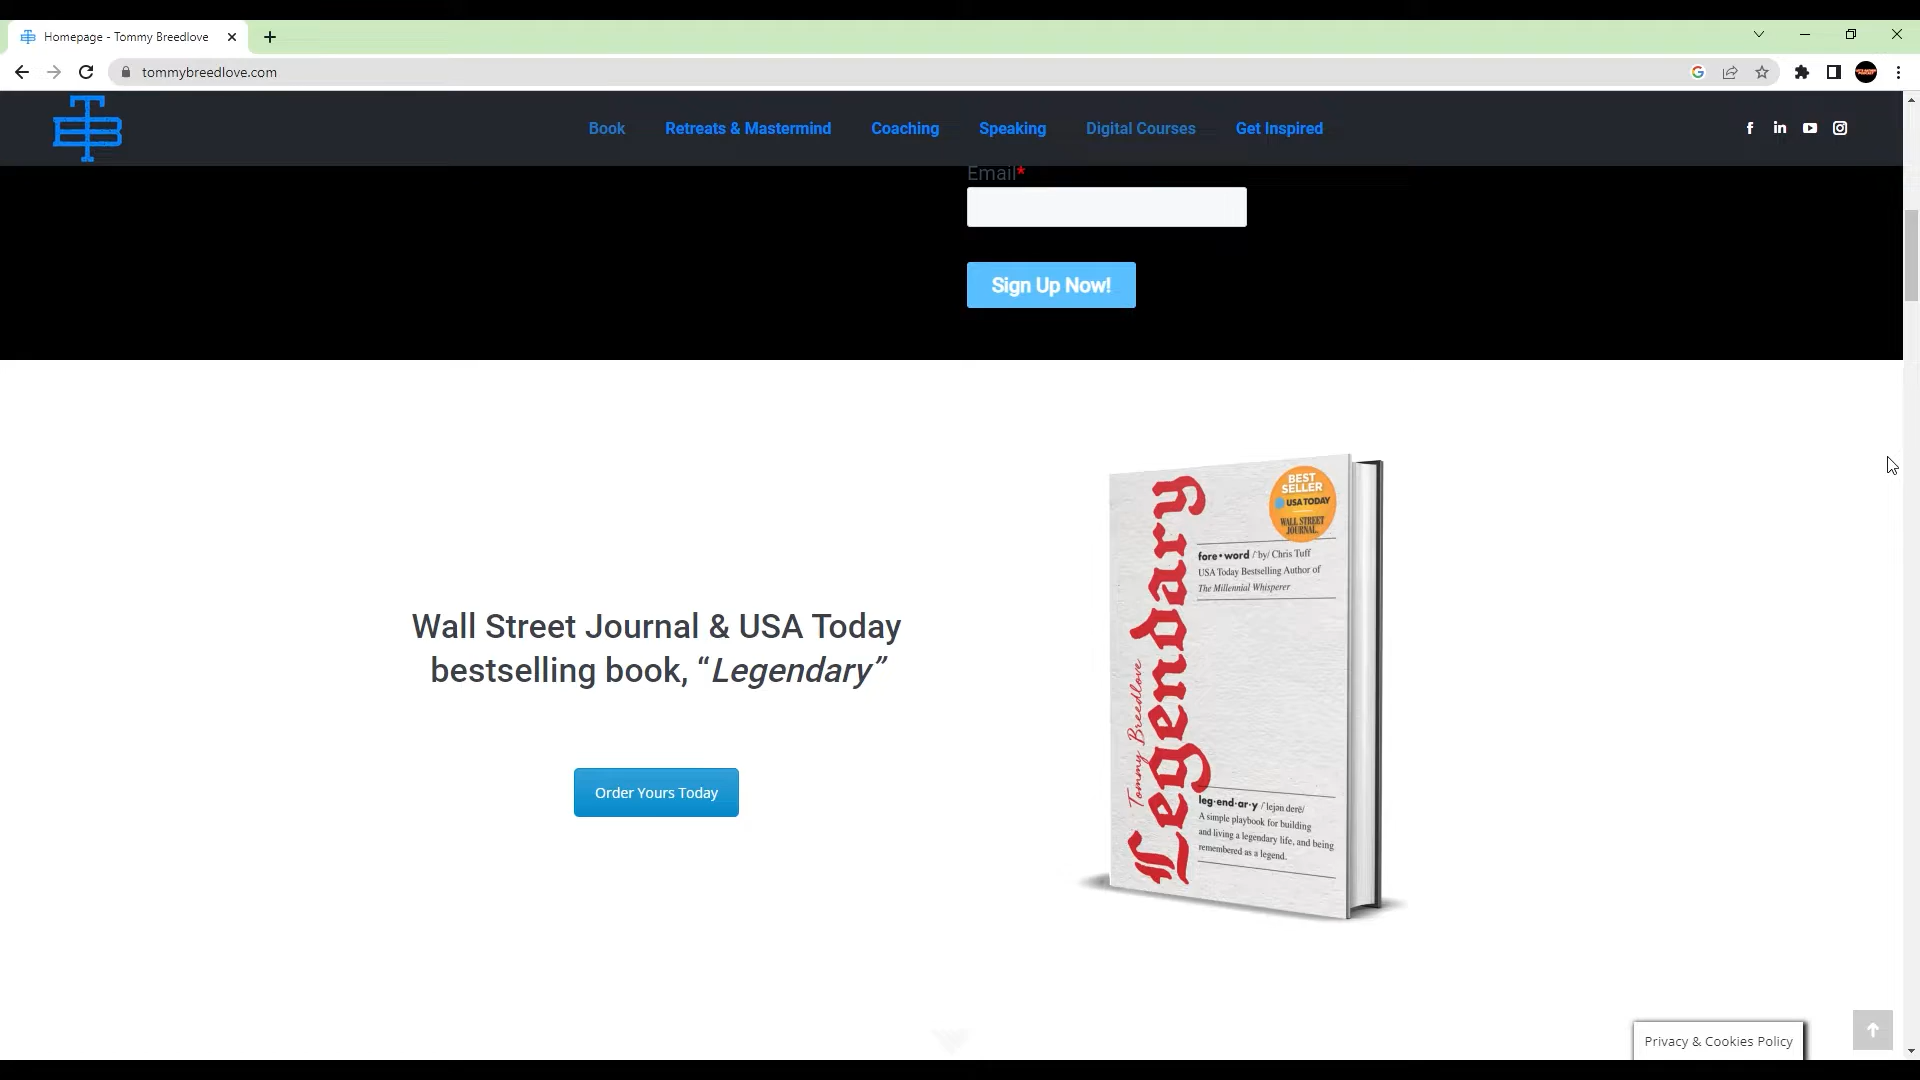 Homepage - Tommy Breedlove
tommybreedlove.com
Book
Retreats & Mastermind
Coaching
Speaking
Digital Courses
Get Inspired
Email*
Sign Up Now!
Wall Street Journal & USA Today
bestselling book, “Legendary”
Order Yours Today
BEST
SELLER
USA TODAY
WALL STREET
JOURNAL.
fore•word /ˈby/ Chris Tuff
USA Today Bestselling Author of
The Millennial Whisperer
Legendary
Tommy Breedlove
leg·end·ar·y /ˈlejən derē/
A simple playbook for building
and living a legendary life, and being
remembered as a legend.
Privacy & Cookies Policy